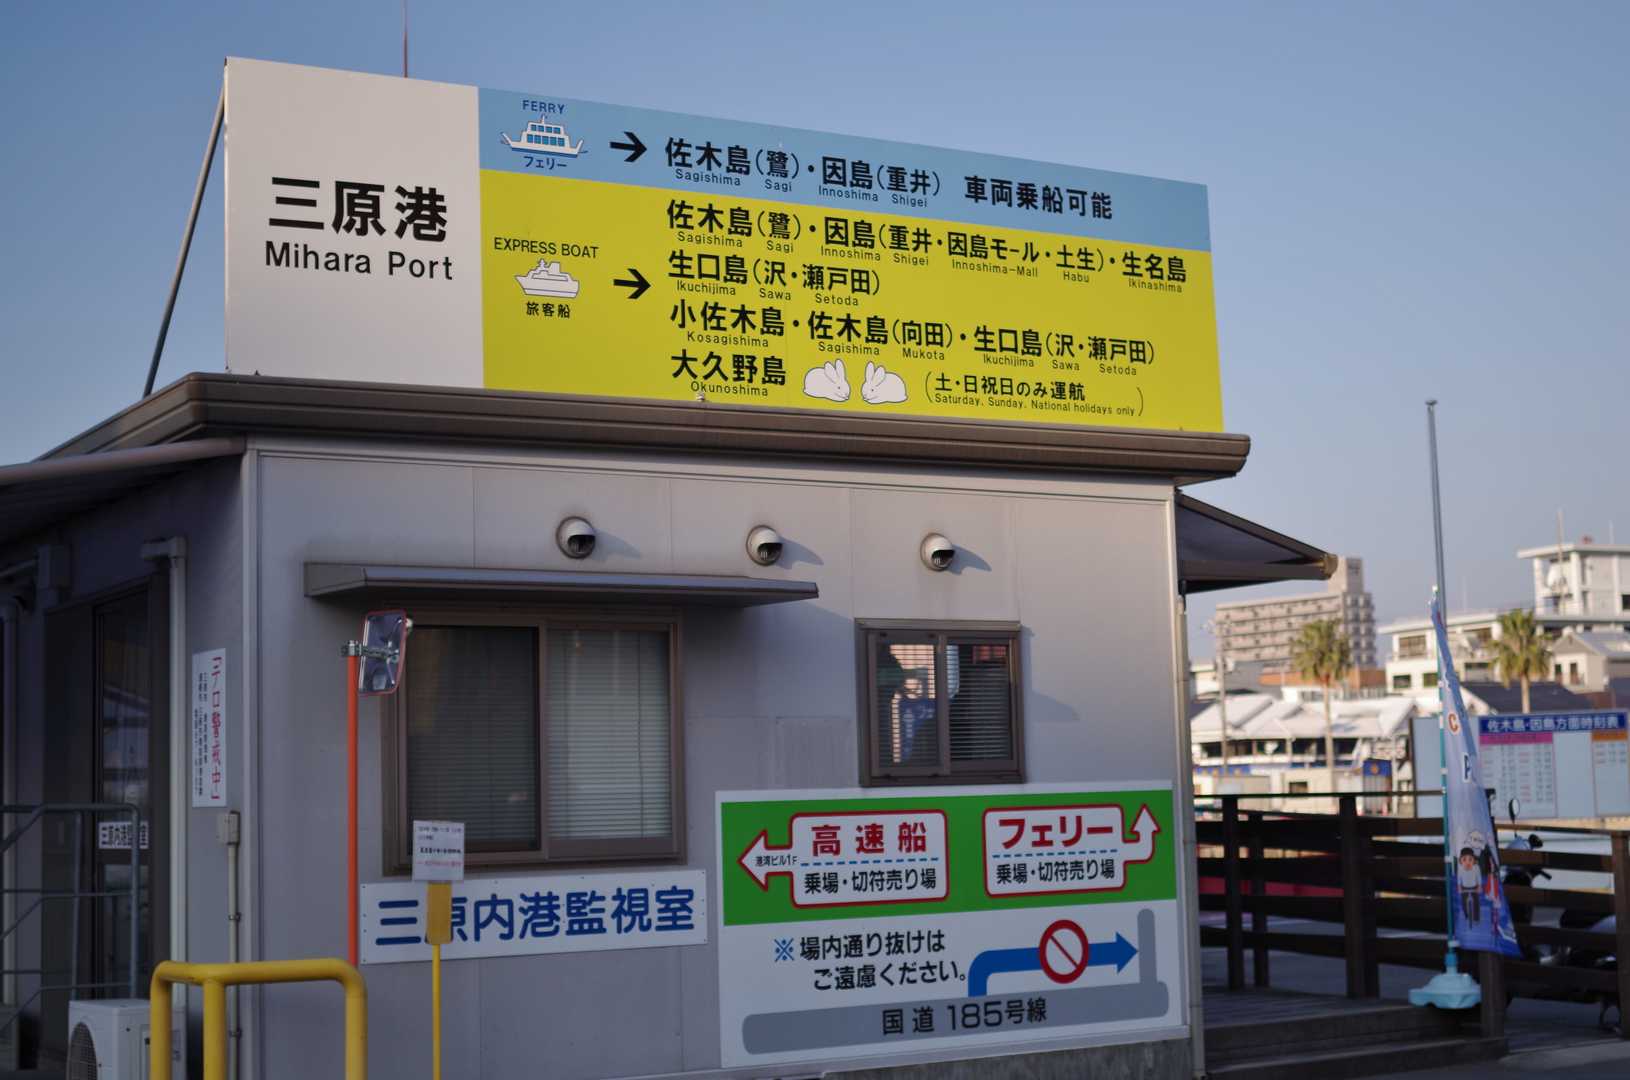 三原港
Mihara Port
FERRY
フェリー
佐木島(鷺)・因島(重井) 車両乗船可能
Sagishima Sagi Innoshima Shigei
EXPRESS BOAT
旅客船
佐木島(鷺)・因島(重井・因島モール・土生)・生名島
Sagishima Sagi Innoshima Shigei Innoshima-Mall Habu Ikinashima
生口島(沢・瀬戸田)
Ikuchijima Sawa Setoda
小佐木島・佐木島(向田)・生口島(沢・瀬戸田)
Kosagishima Sagishima Mukota Ikuchijima Sawa Setoda
大久野島
Okunoshima
(土・日祝日のみ運航)
Saturday, Sunday, National holidays only
「テロ警戒中」
三原内港監視室
三原内港監視室
高速船
港湾ビル1F
乗場・切符売り場
フェリー
乗場・切符売り場
※場内通り抜けは
ご遠慮ください。
国道185号線
佐木島・因島方面時刻表